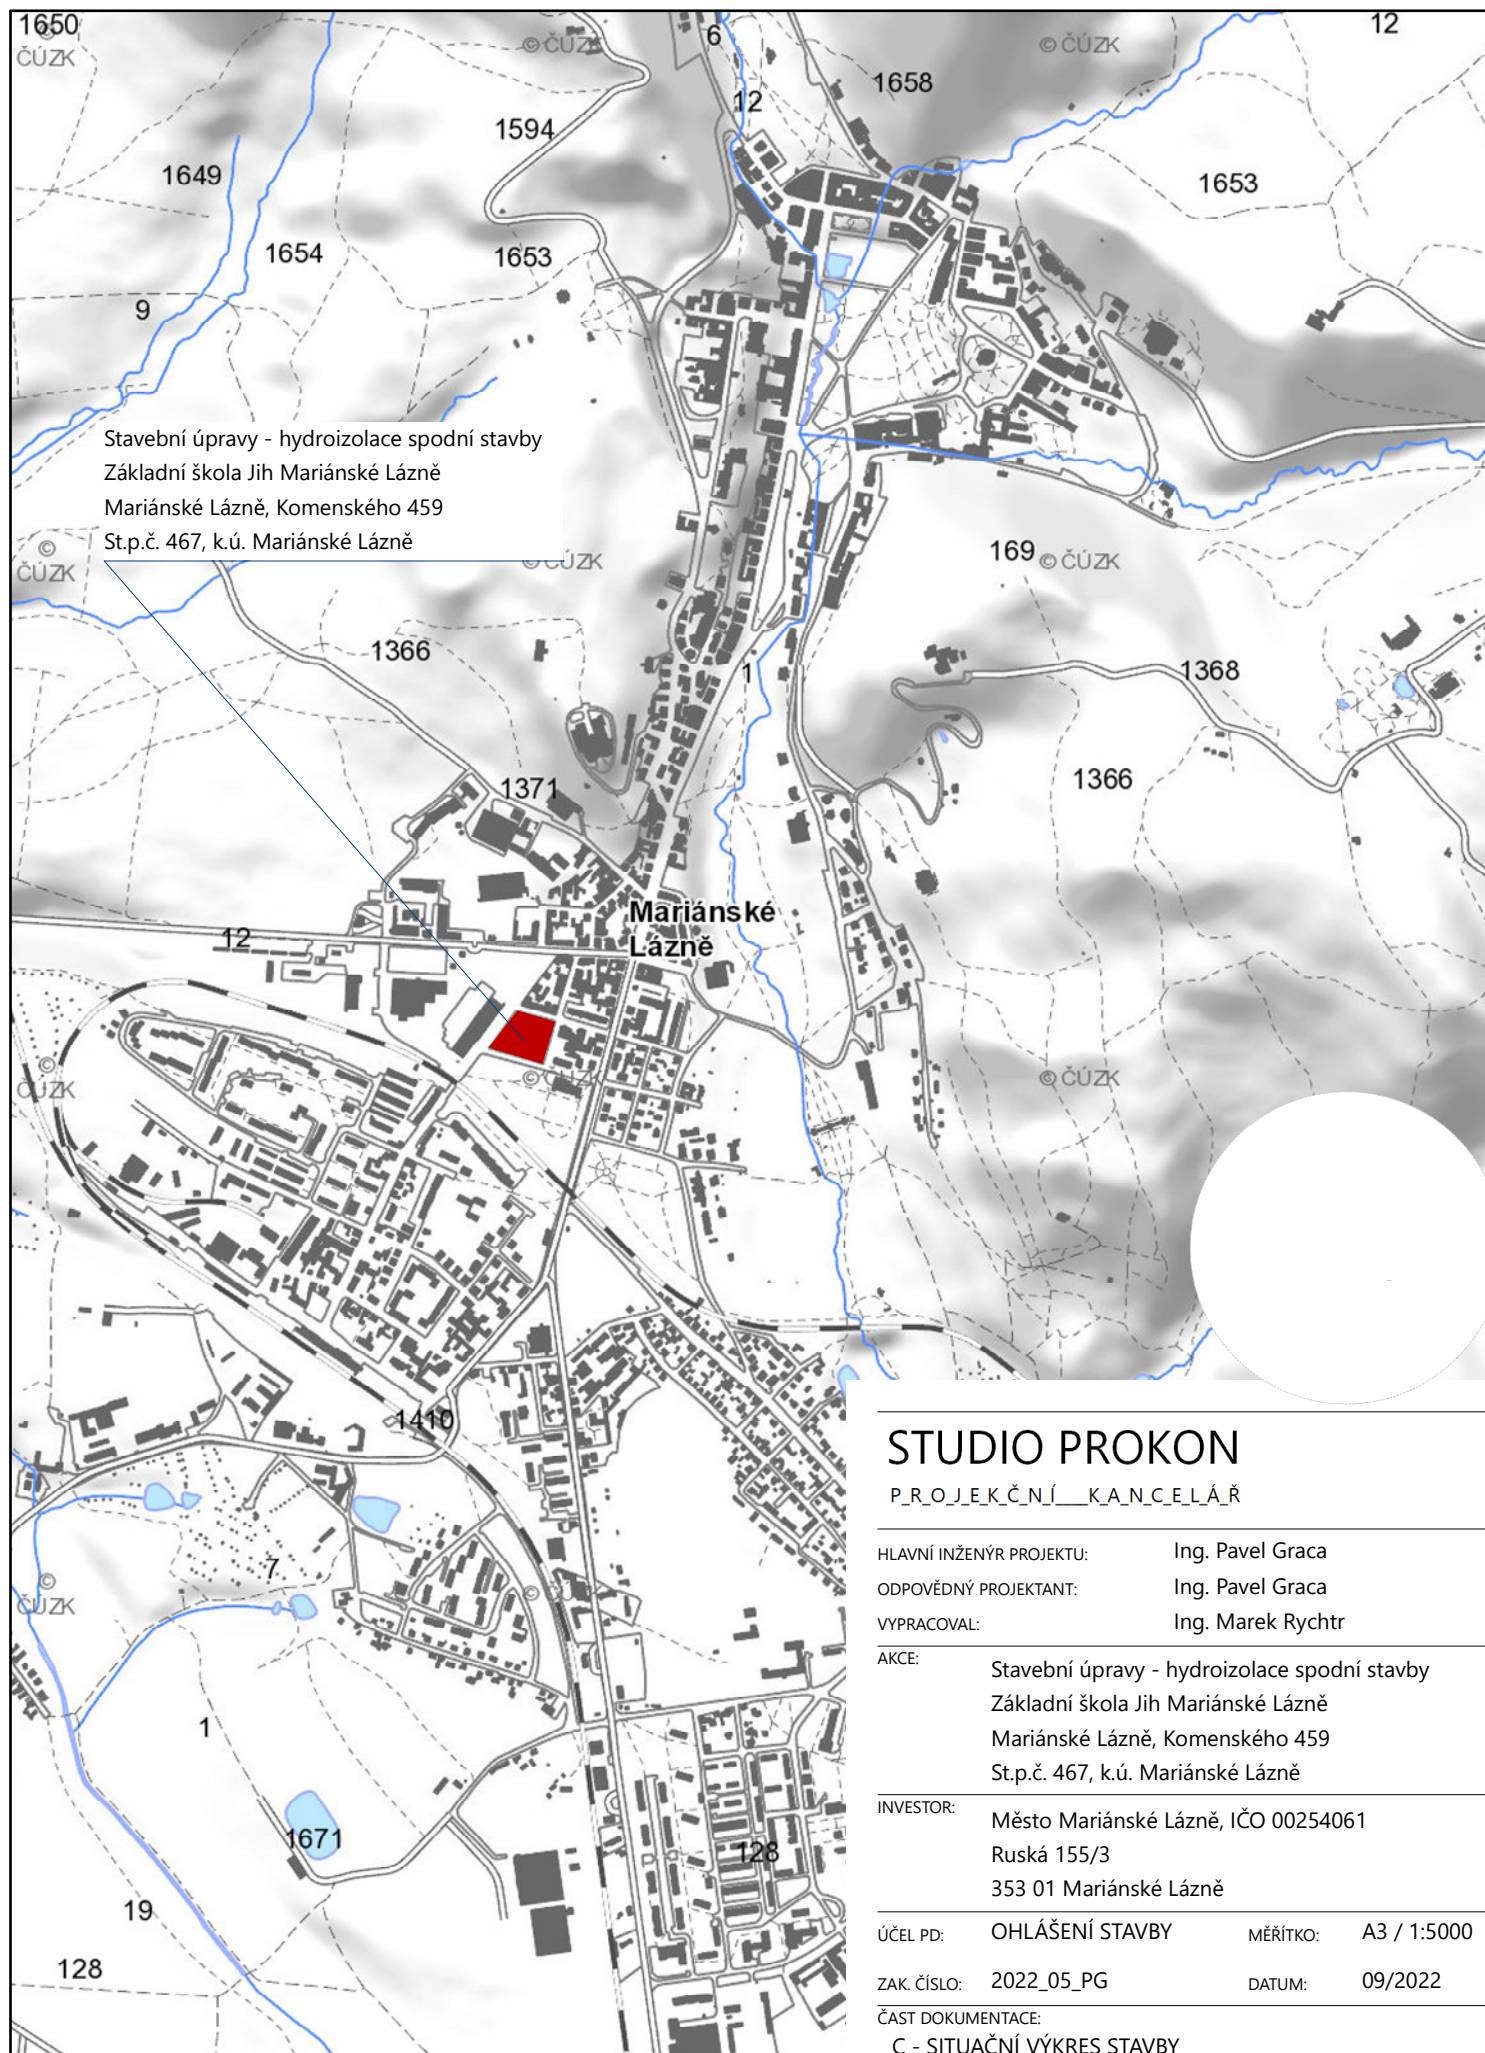 1650
© ČÚZK
© ČÚZK
6
© ČÚZK
12
1658
12
1594
1649
1653
1654
1653
9
Stavební úpravy - hydroizolace spodní stavby
Základní škola Jih Mariánské Lázně
Mariánské Lázně, Komenského 459
St.p.č. 467, k.ú. Mariánské Lázně
© ČÚZK
© ČÚZK
169
© ČÚZK
1366
1
1368
1371
1366
Mariánské
Lázně
12
© ČÚZK
© ČÚZK
© ČÚZK
1410
7
© ČÚZK
©
1
1671
128
19
128
STUDIO PROKON
P_R_O_J_E_K_Č_N_Í___K_A_N_C_E_L_Á_Ř
HLAVNÍ INŽENÝR PROJEKTU: Ing. Pavel Graca
ODPOVĚDNÝ PROJEKTANT: Ing. Pavel Graca
VYPRACOVAL: Ing. Marek Rychtr
AKCE: Stavební úpravy - hydroizolace spodní stavby
Základní škola Jih Mariánské Lázně
Mariánské Lázně, Komenského 459
St.p.č. 467, k.ú. Mariánské Lázně
INVESTOR: Město Mariánské Lázně, IČO 00254061
Ruská 155/3
353 01 Mariánské Lázně
ÚČEL PD: OHLÁŠENÍ STAVBY MĚŘÍTKO: A3 / 1:5000
ZAK. ČÍSLO: 2022_05_PG DATUM: 09/2022
ČAST DOKUMENTACE:
C - SITUAČNÍ VÝKRES STAVBY